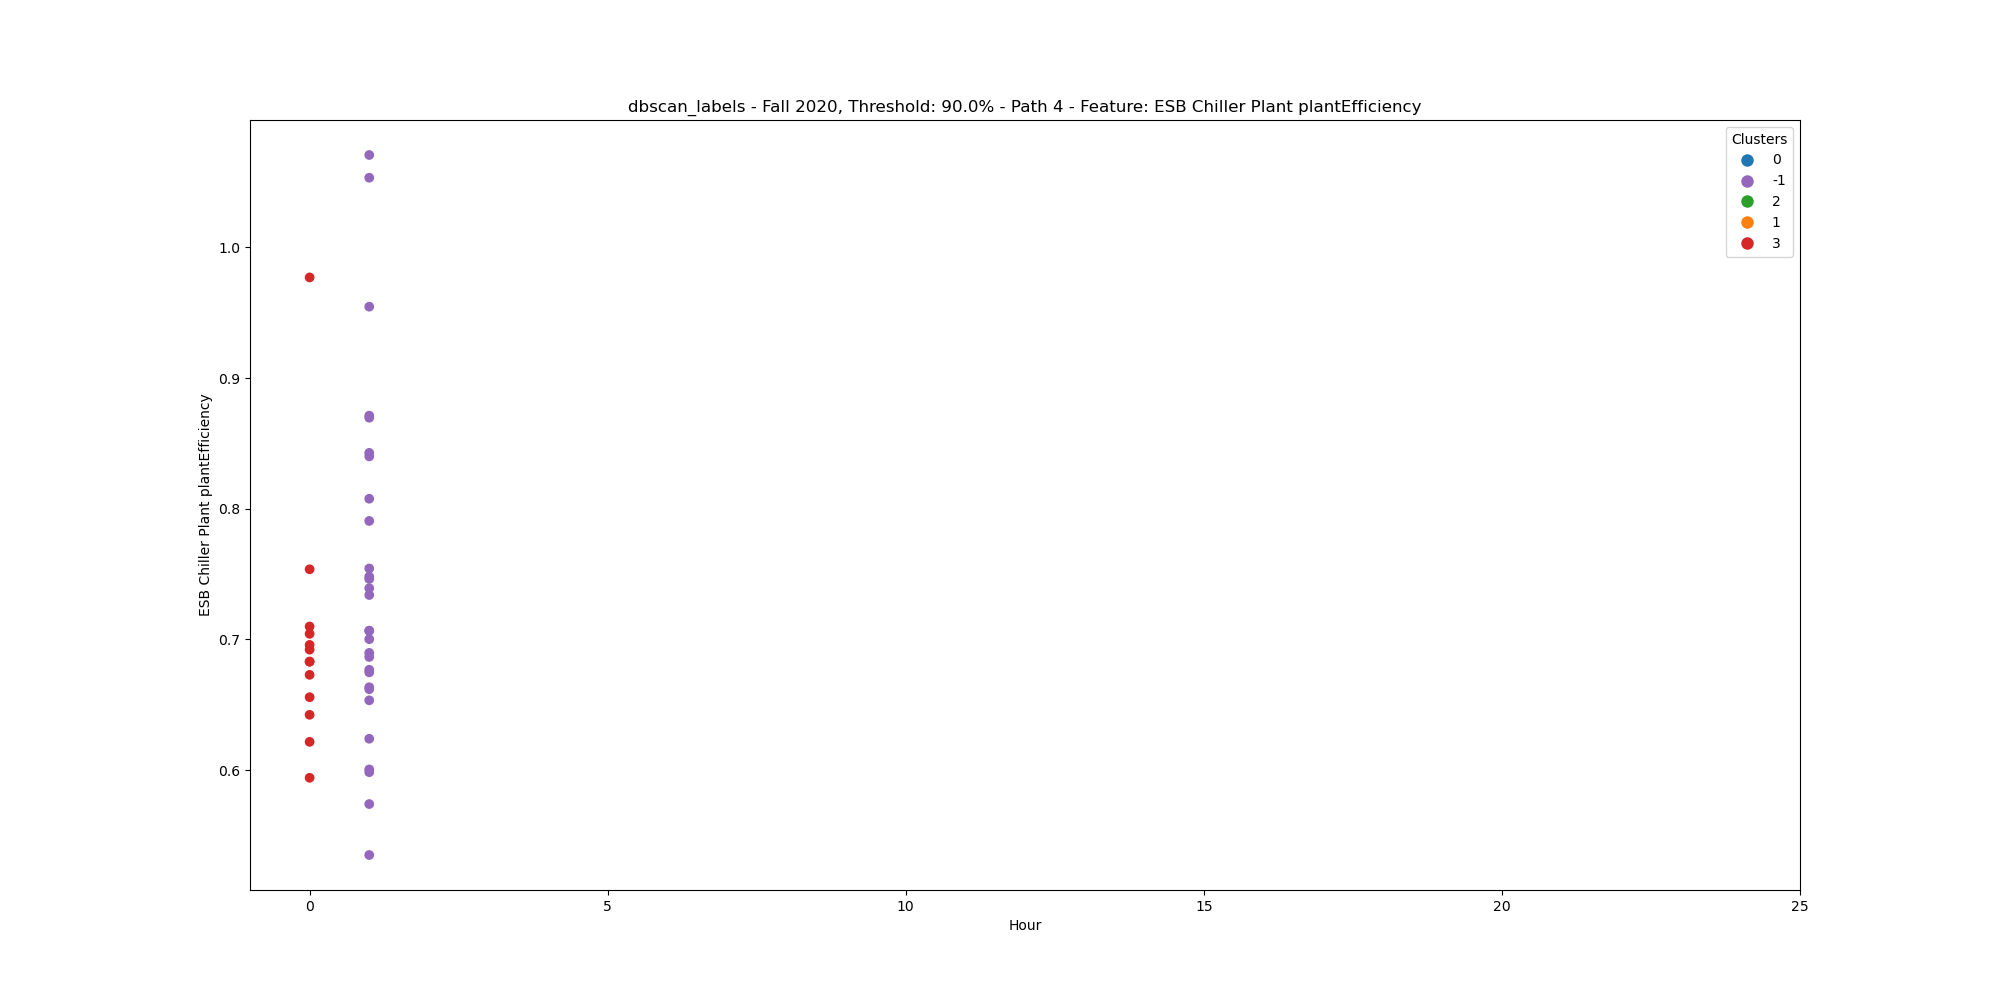 dbscan_labels - Fall 2020, Threshold: 90.0% - Path 4 - Feature: ESB Chiller Plant plantEfficiency
Clusters
0
-1
2
1
3
ESB Chiller Plant plantEfficiency
1.0
0.9
0.8
0.7
0.6
0 5 10 15 20 25
Hour